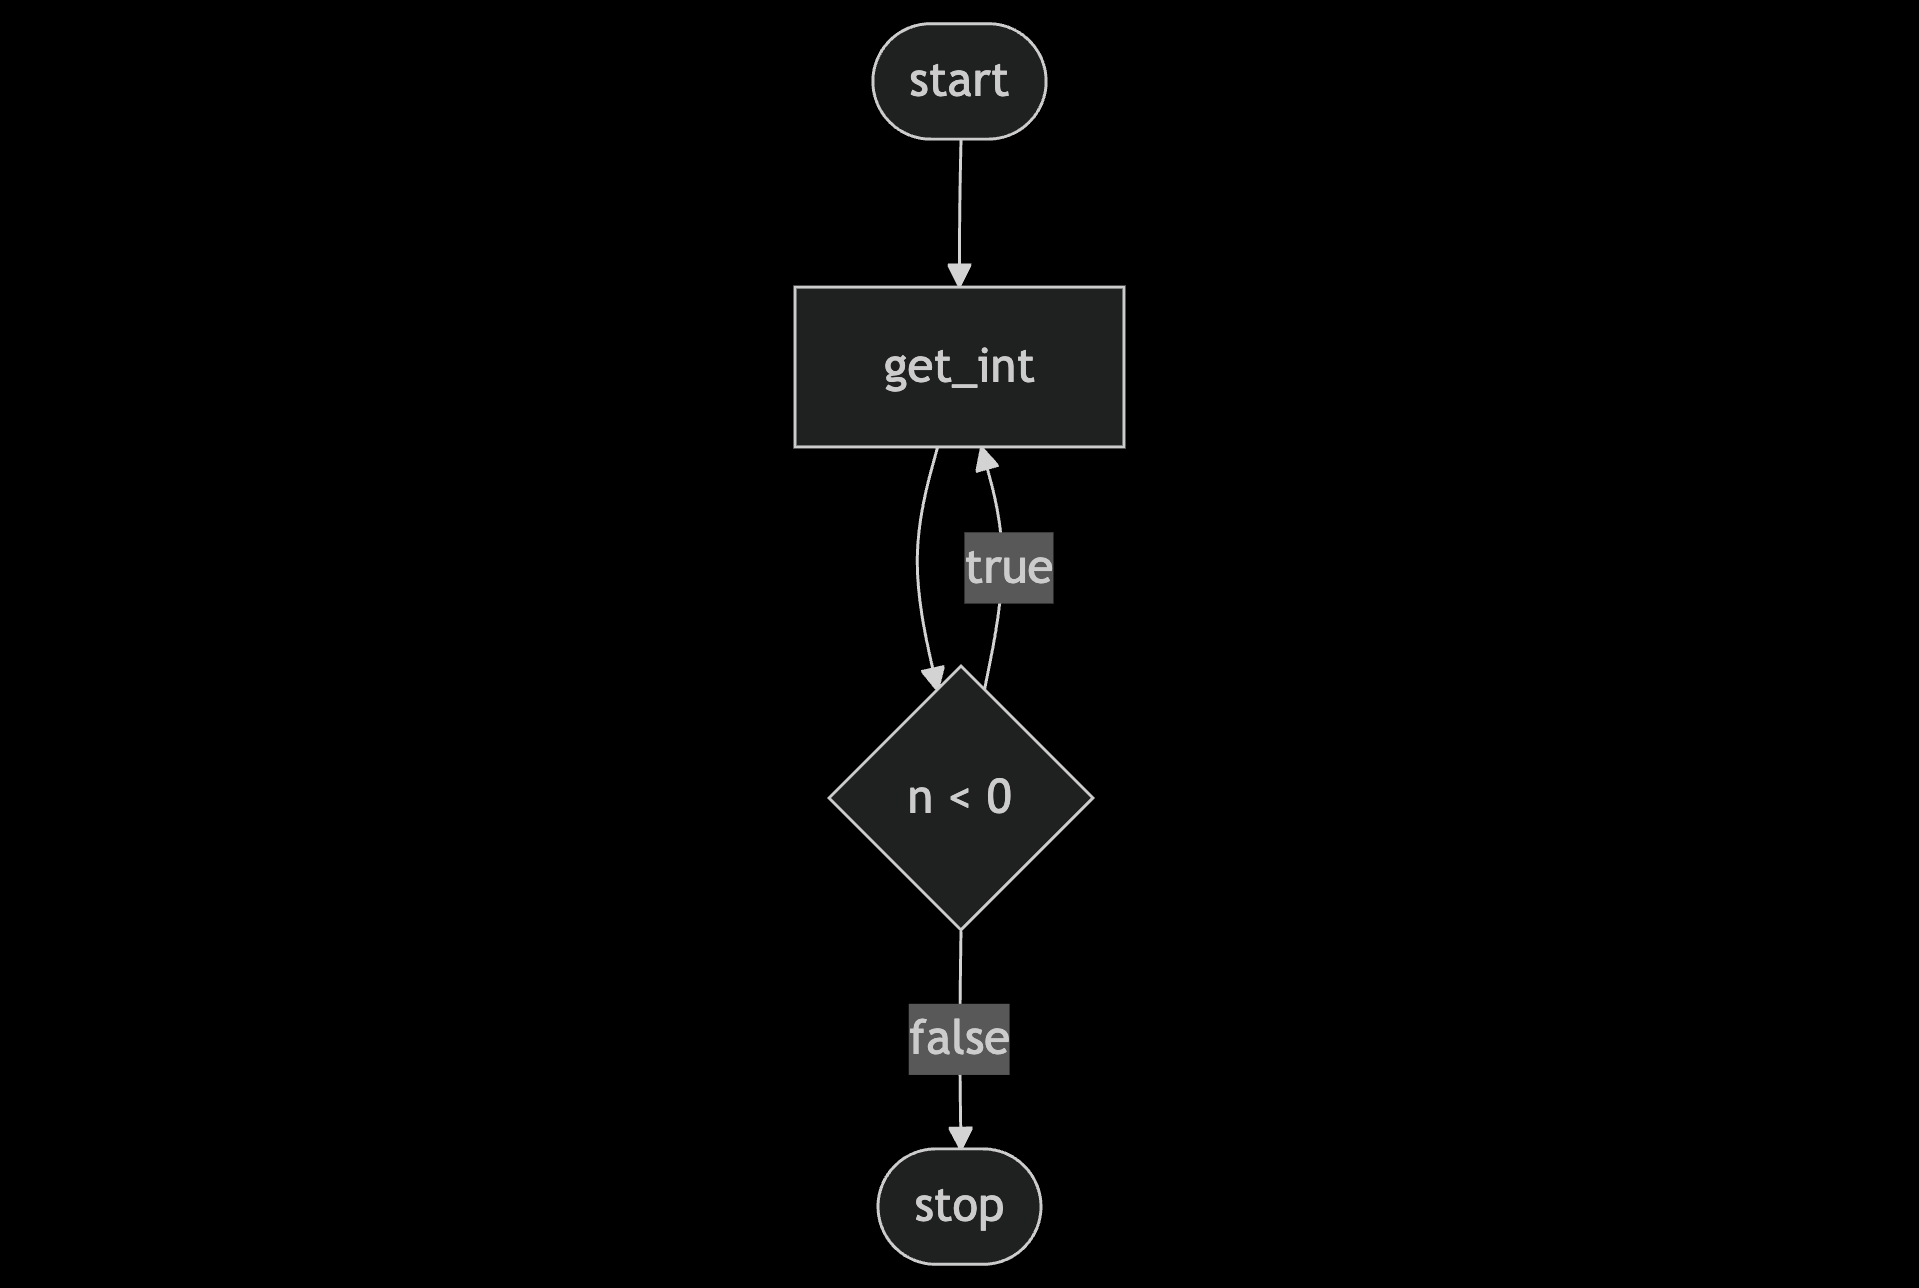 start
get_int
true
n < 0
false
stop